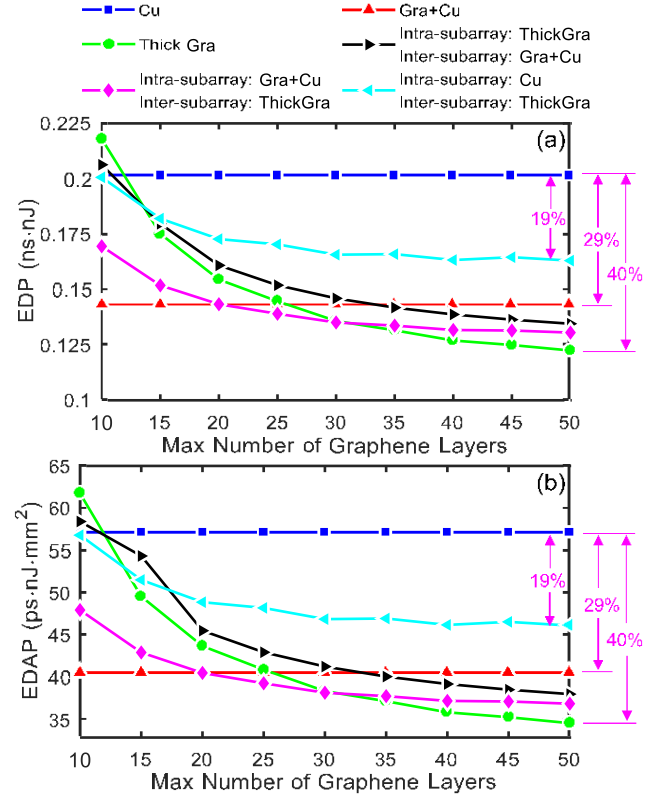 Cu
Gra+Cu
Thick Gra
Intra-subarray: ThickGra
Inter-subarray: Gra+Cu
Intra-subarray: Gra+Cu
Inter-subarray: ThickGra
Intra-subarray: Cu
Inter-subarray: ThickGra
(a)
EDP (ns·nJ)
0.225
0.2
0.175
0.15
0.125
0.1
19%
29%
40%
10 15 20 25 30 35 40 45 50
Max Number of Graphene Layers
(b)
EDAP (ps·nJ·mm²)
65
60
55
50
45
40
35
19%
29%
40%
10 15 20 25 30 35 40 45 50
Max Number of Graphene Layers